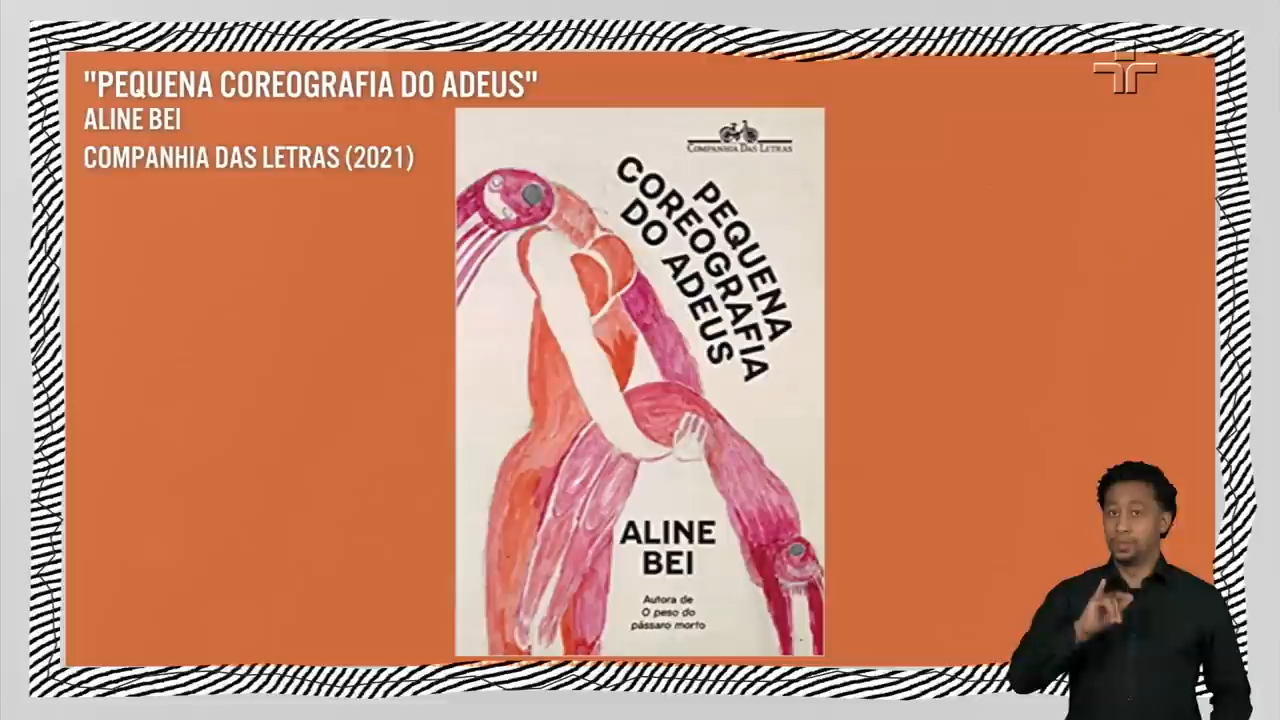 "PEQUENA COREOGRAFIA DO ADEUS"
ALINE BEI
COMPANHIA DAS LETRAS (2021)
COMPANHIA DAS LETRAS
PEQUENA
COREOGRAFIA
DO ADEUS
ALINE
BEI
Autora de
O peso do
pássaro morto